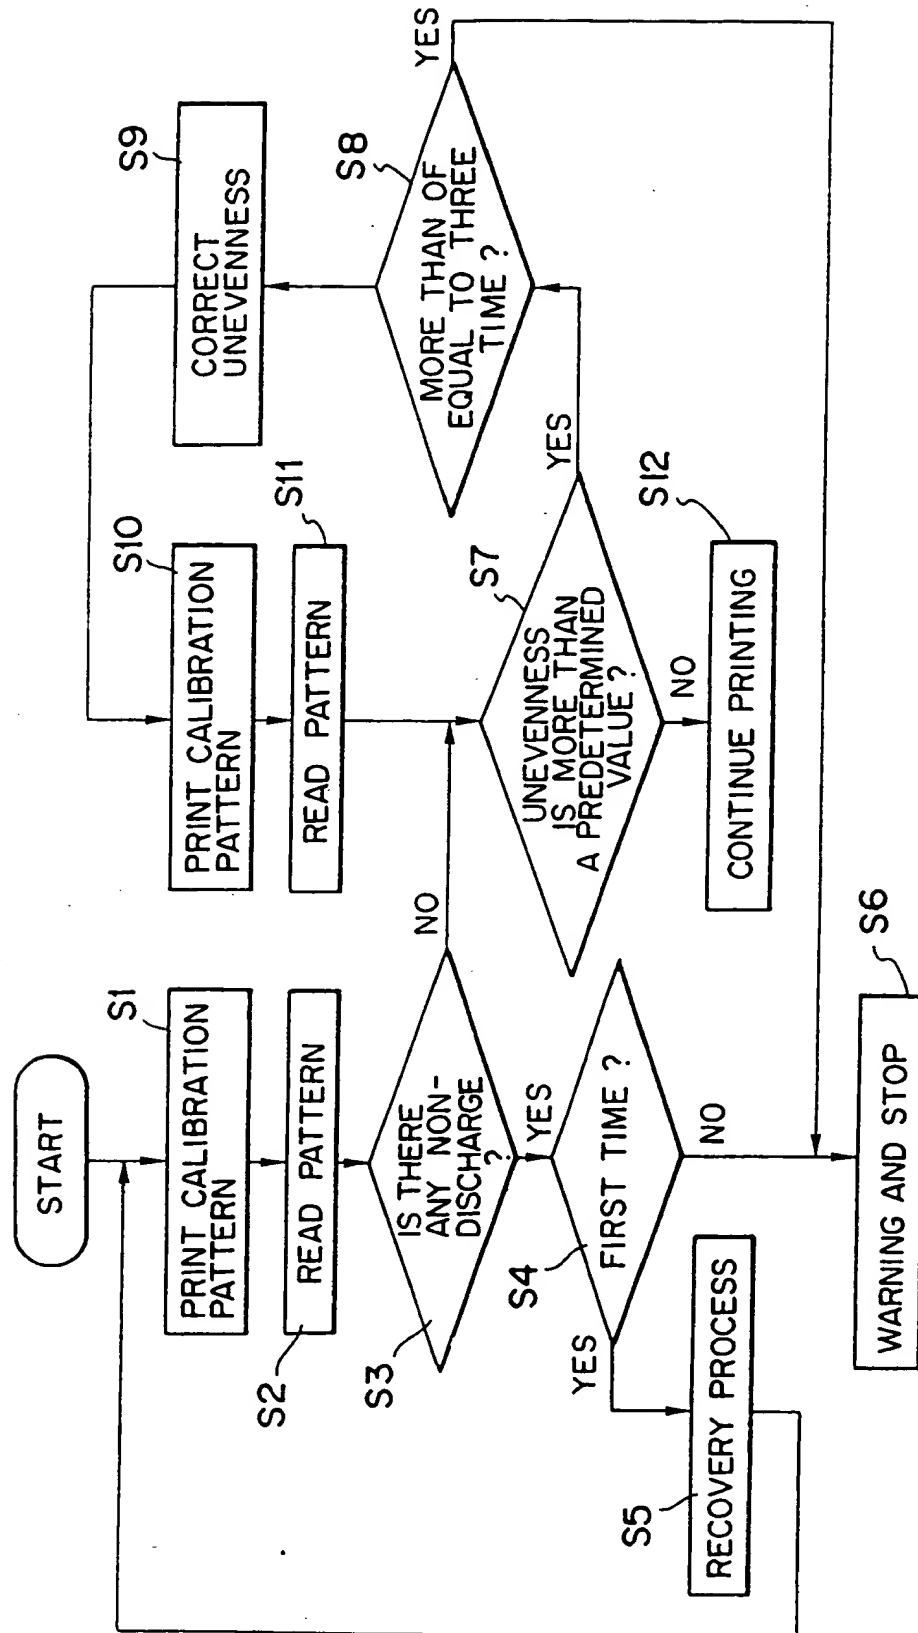 START
S1
PRINT CALIBRATION
PATTERN
S2
READ PATTERN
S3
IS THERE
ANY NON-
DISCHARGE
?
NO
YES
S4
FIRST TIME ?
YES
NO
S5
RECOVERY PROCESS
S6
WARNING AND STOP
S10
PRINT CALIBRATION
PATTERN
S11
READ PATTERN
S7
UNEVENNESS
IS MORE THAN
A PREDETERMINED
VALUE ?
YES
NO
S12
CONTINUE PRINTING
S9
CORRECT
UNEVENNESS
S8
MORE THAN OF
EQUAL TO THREE
TIME ?
YES